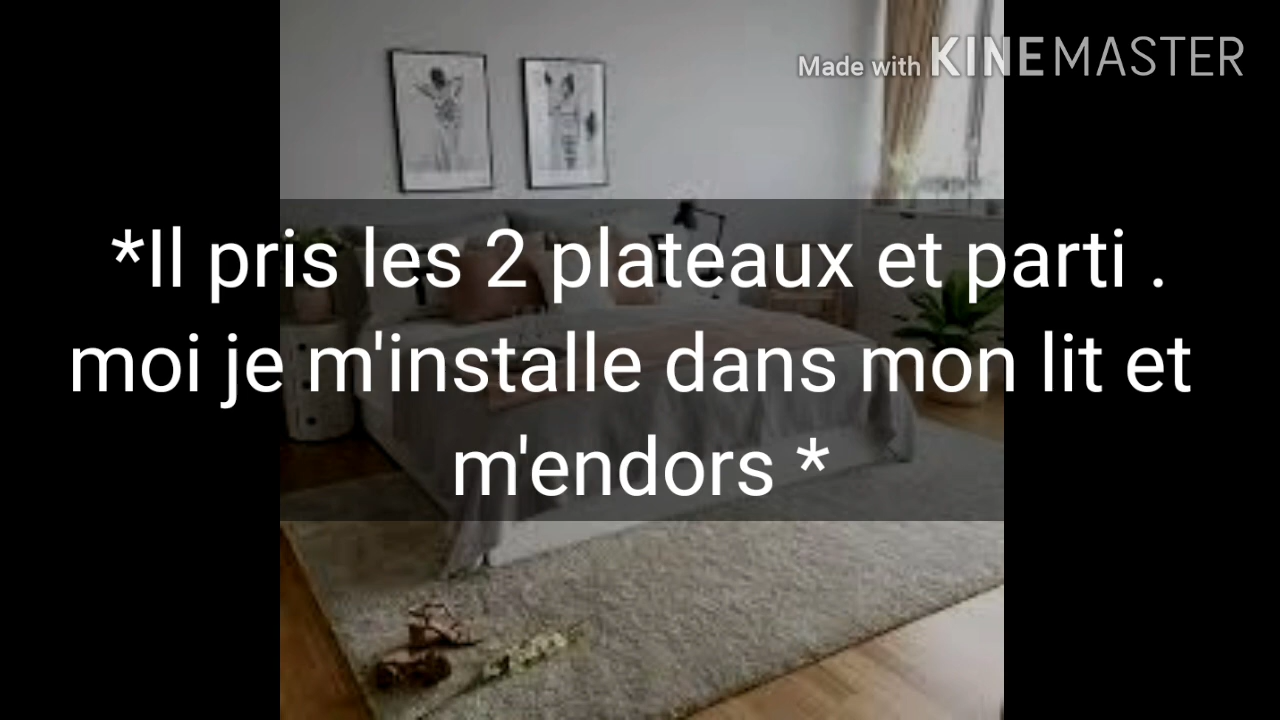 Made with KINEMASTER
*Il pris les 2 plateaux et parti .
moi je m'installe dans mon lit et
m'endors *